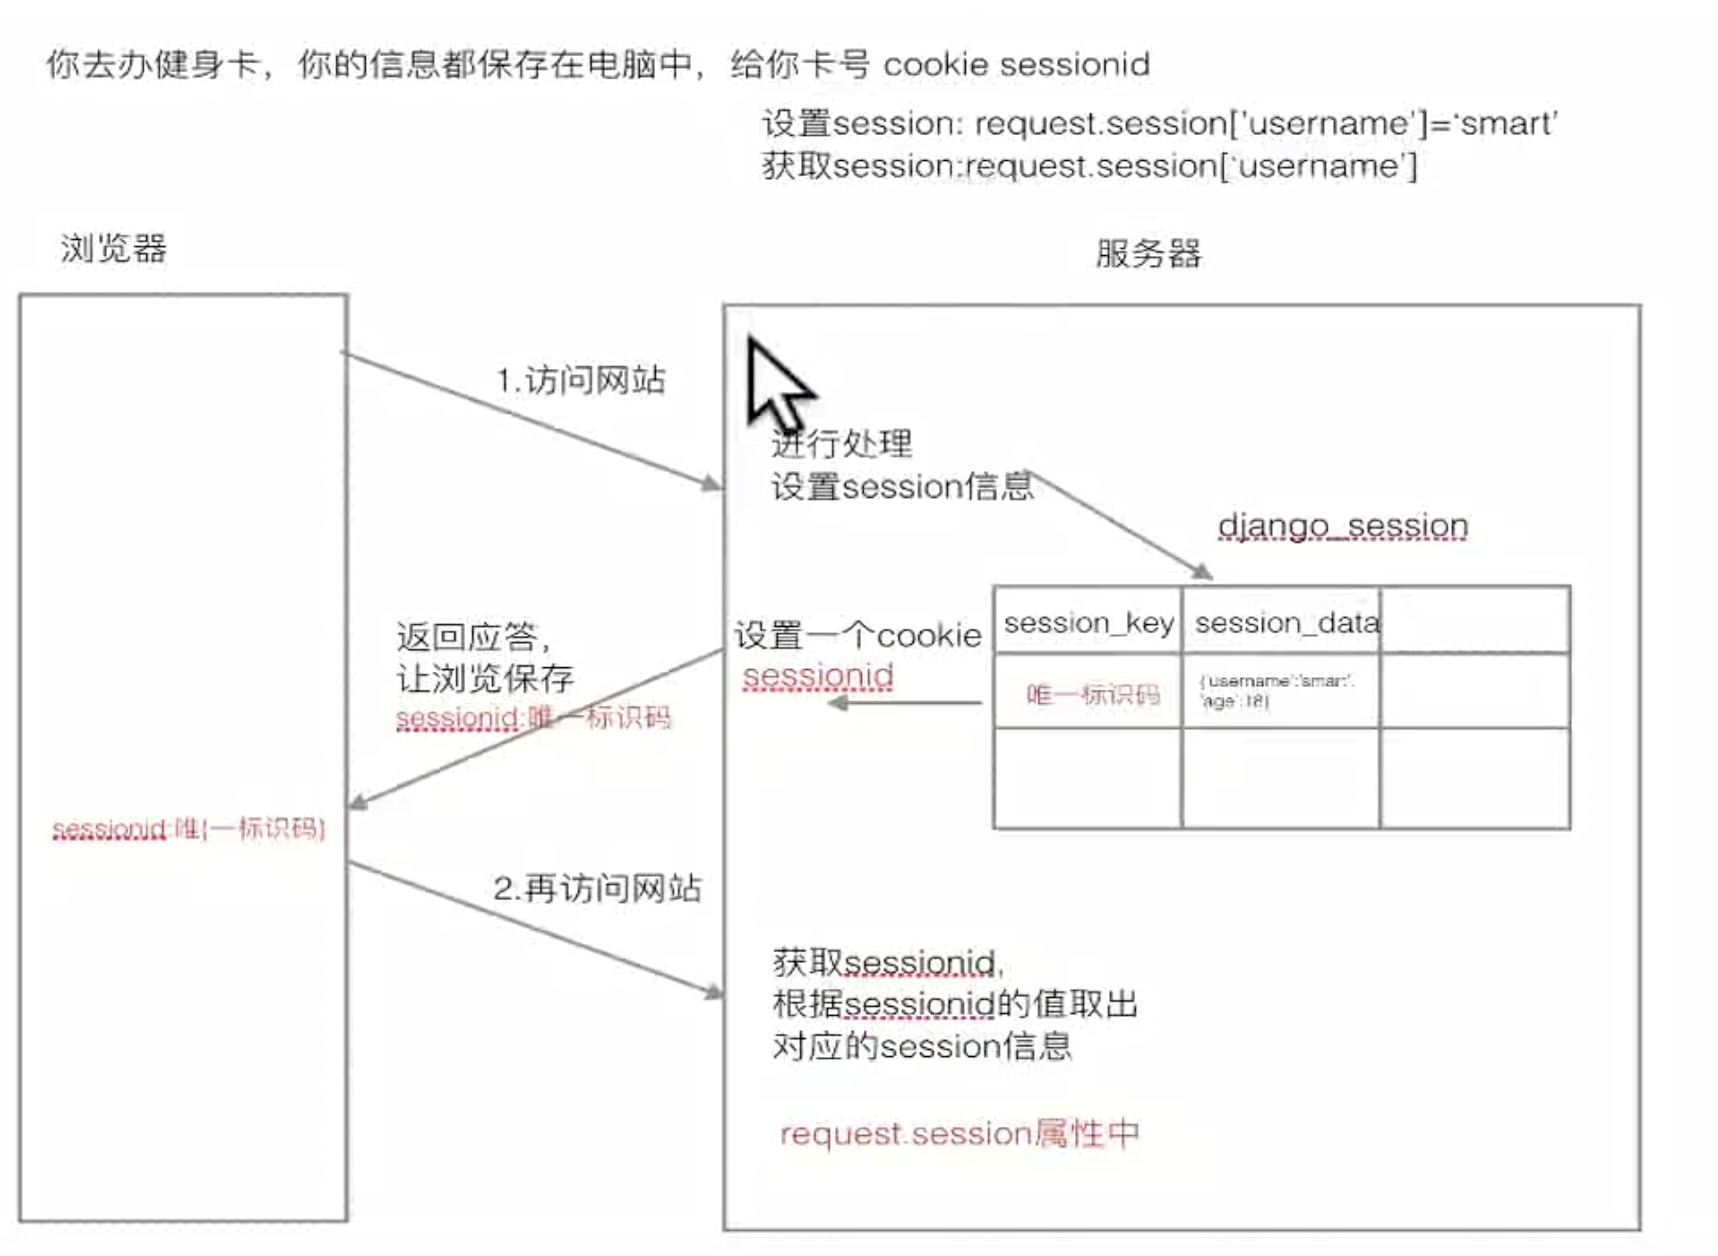 你去办健身卡，你的信息都保存在电脑中，给你卡号 cookie sessionid
设置session: request.session['username']=‘smart’
获取session:request.session[‘username’]
浏览器
服务器
1.访问网站
进行处理
设置session信息
django_session
session_key
session_data
返回应答，
让浏览保存
sessionid:唯一标识码
设置一个cookie
sessionid
唯一标识码
{'username':'smart',
'age':18}
sessionid:唯{一标识码}
2.再访问网站
获取sessionid,
根据sessionid的值取出
对应的session信息
request.session属性中